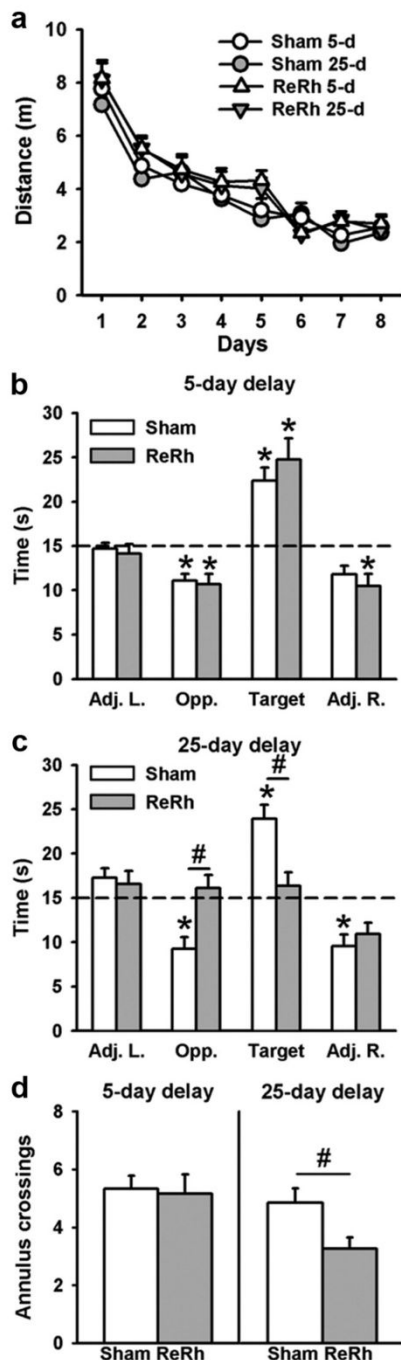 a
Sham 5-d
Sham 25-d
ReRh 5-d
ReRh 25-d
10
8
6
4
2
0
Distance (m)
1 2 3 4 5 6 7 8
Days
b
5-day delay
Sham
ReRh
30
25
20
15
10
5
0
Time (s)
* * * * *
Adj. L. Opp. Target Adj. R.
c
25-day delay
Sham
ReRh
30
25
20
15
10
5
0
Time (s)
* # * # *
Adj. L. Opp. Target Adj. R.
d
5-day delay 25-day delay
8
6
4
2
0
Annulus crossings
#
Sham ReRh Sham ReRh